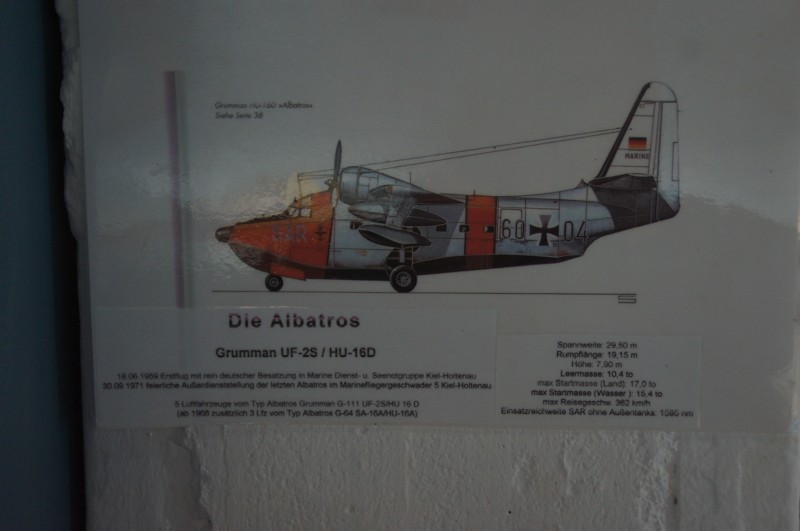 Grumman HU-16D »Albatros«
Siehe Seite 38
MARINE
SAR
60 04
Die Albatros
Grumman UF-2S / HU-16D
18.06.1959 Erstflug mit rein deutscher Besatzung in Marine Dienst- u. Seenotgruppe Kiel-Holtenau
30.09.1971 feierliche Außerdienststellung der letzten Albatros im Marinefliegergeschwader 5 Kiel-Holtenau
5 Luftfahrzeuge vom Typ Albatros Grumman G-111 UF-2S/HU 16 D
(ab 1968 zusätzlich 3 Lfz vom Typ Albatros G-64 SA-16A/HU-16A)
Spannweite: 29,50 m
Rumpflänge: 19,15 m
Höhe: 7,90 m
Leermasse: 10,4 to
max Startmasse (Land): 17,0 to
max Startmasse (Wasser ): 15,4 to
max Reisegeschw. 362 km/h
Einsatzreichweite SAR ohne Außentanks: 1095 nm